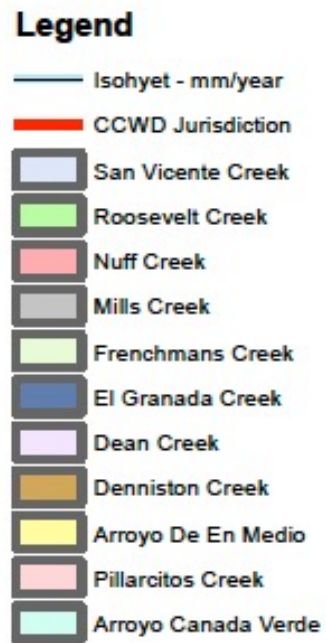 Legend
Isohyet - mm/year
CCWD Jurisdiction
San Vicente Creek
Roosevelt Creek
Nuff Creek
Mills Creek
Frenchmans Creek
El Granada Creek
Dean Creek
Denniston Creek
Arroyo De En Medio
Pillarcitos Creek
Arroyo Canada Verde